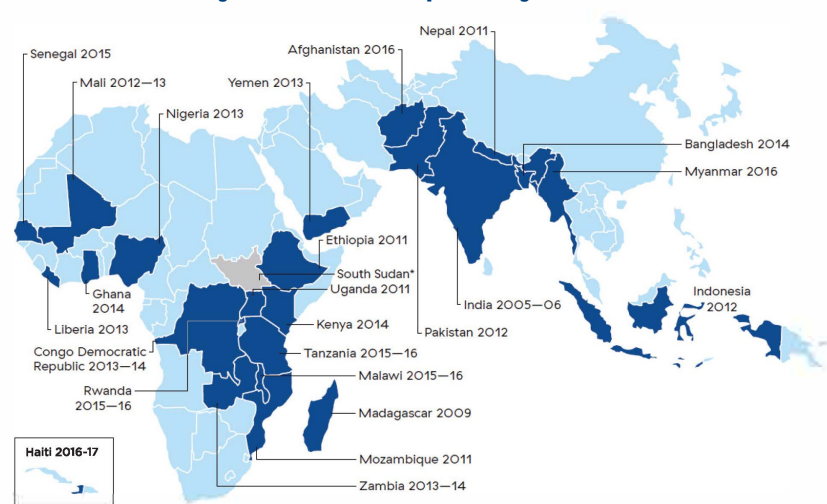 Senegal 2015
Mali 2012—13
Nigeria 2013
Yemen 2013
Afghanistan 2016
Nepal 2011
Bangladesh 2014
Myanmar 2016
Ethiopia 2011
South Sudan*
Uganda 2011
Ghana
2014
Liberia 2013
Congo Democratic
Republic 2013—14
Rwanda
2015—16
Kenya 2014
Tanzania 2015—16
Malawi 2015—16
Madagascar 2009
Mozambique 2011
Zambia 2013—14
India 2005—06
Pakistan 2012
Indonesia
2012
Haiti 2016-17